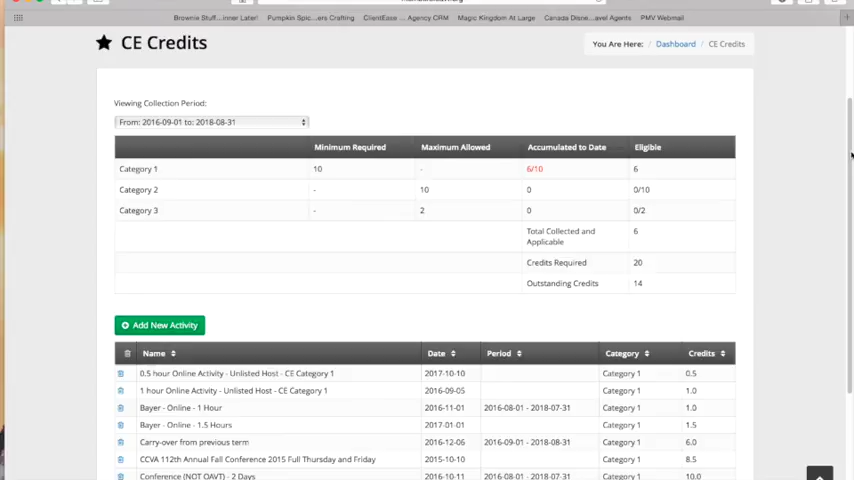 Brownie Stuff...inner Later! Pumpkin Spic...ers Crafting ClientEase ... Agency CRM Magic Kingdom At Large Canada Disne...avel Agents PMV Webmail
CE Credits
You Are Here: / Dashboard / CE Credits
Viewing Collection Period:
From: 2016-09-01 to: 2018-08-31
Minimum Required Maximum Allowed Accumulated to Date Eligible
Category 1 10 - 6/10 6
Category 2 - 10 0 0/10
Category 3 - 2 0 0/2
Total Collected and Applicable 6
Credits Required 20
Outstanding Credits 14
Add New Activity
Name Date Period Category Credits
0.5 hour Online Activity - Unlisted Host - CE Category 1 2017-10-10 Category 1 0.5
1 hour Online Activity - Unlisted Host - CE Category 1 2016-09-05 Category 1 1.0
Bayer - Online - 1 Hour 2016-11-01 2016-08-01 - 2018-07-31 Category 1 1.0
Bayer - Online - 1.5 Hours 2017-01-01 Category 1 1.5
Carry-over from previous term 2016-12-06 2016-09-01 - 2018-08-31 Category 1 6.0
CCVA 112th Annual Fall Conference 2015 Full Thursday and Friday 2015-10-10 Category 1 8.5
Conference (NOT OAVT) - 2 Days 2016-10-11 2016-08-01 - 2018-07-31 Category 1 10.0